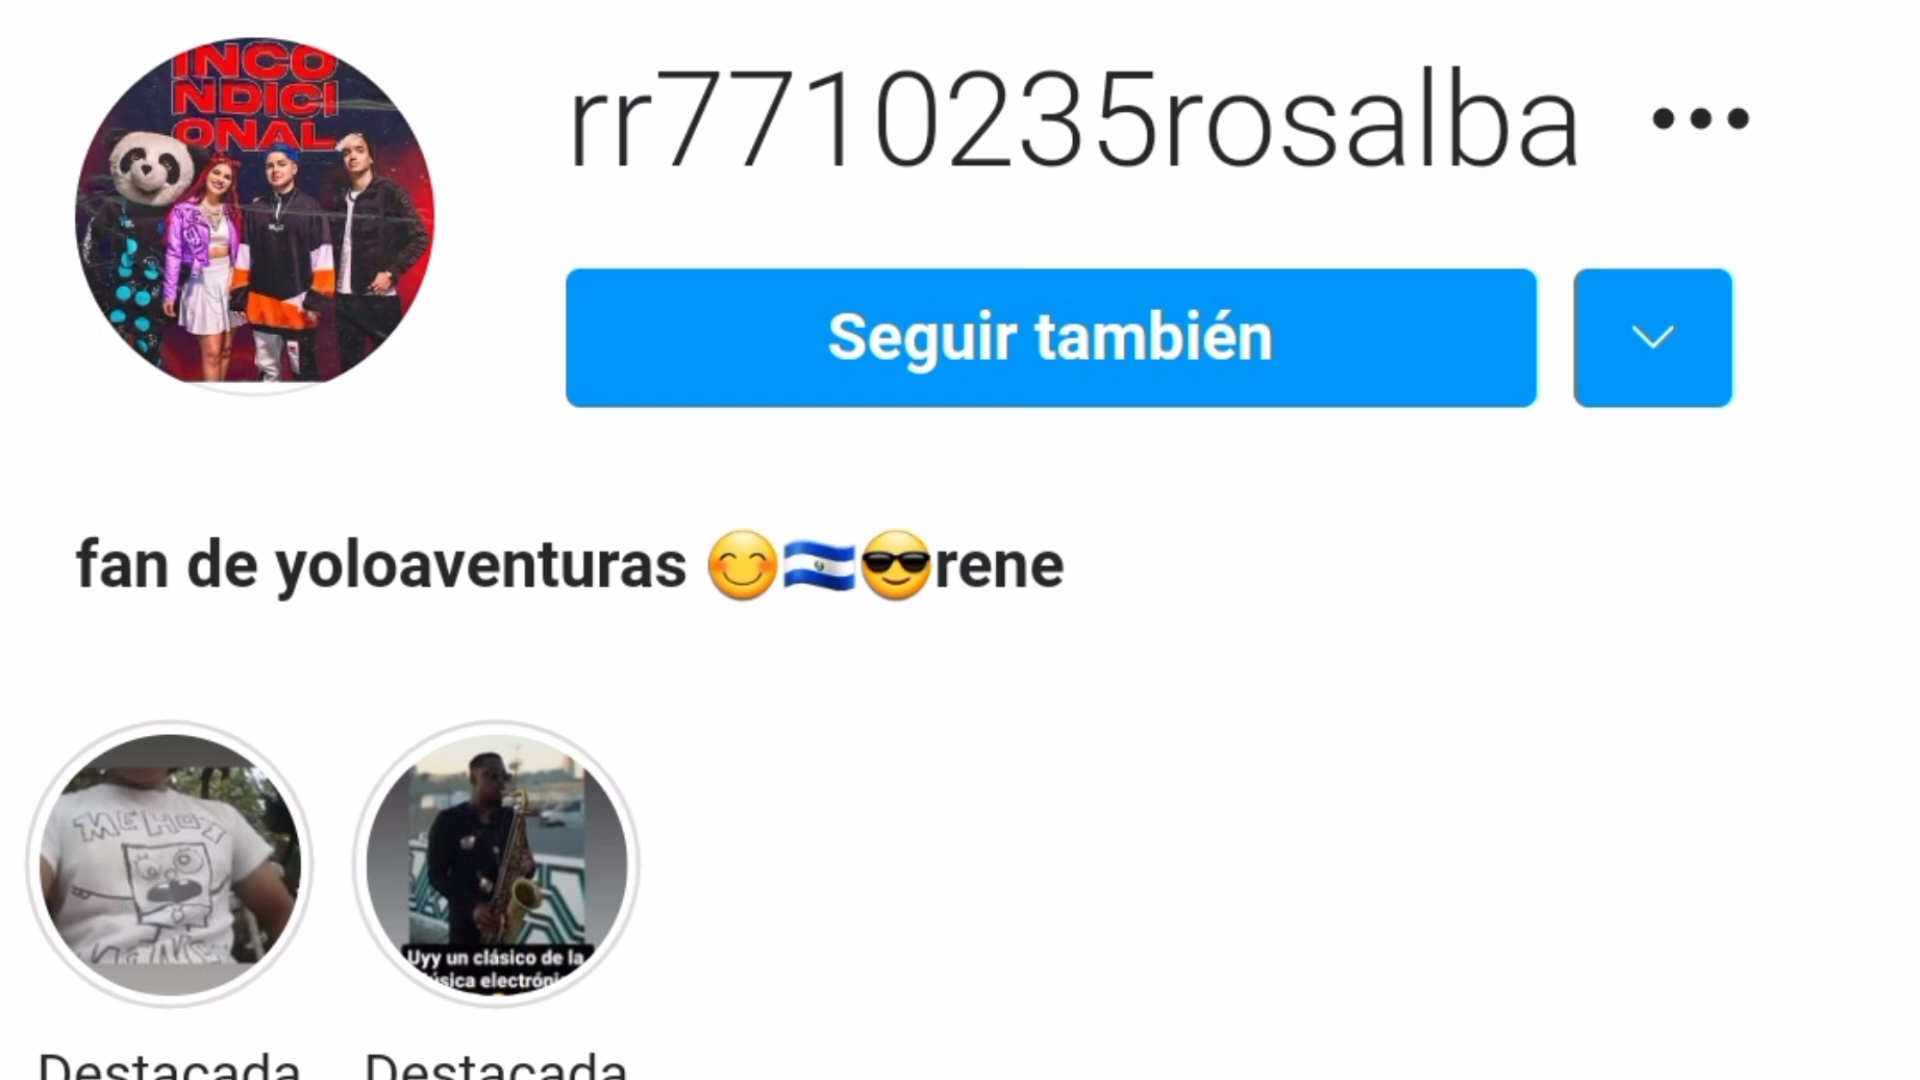 INCO
NDICI
ONAL
rr7710235rosalba
Seguir también
fan de yoloaventuras 😊🇸🇻😎rene
Uyy un clásico de la
Destacada
Destacada